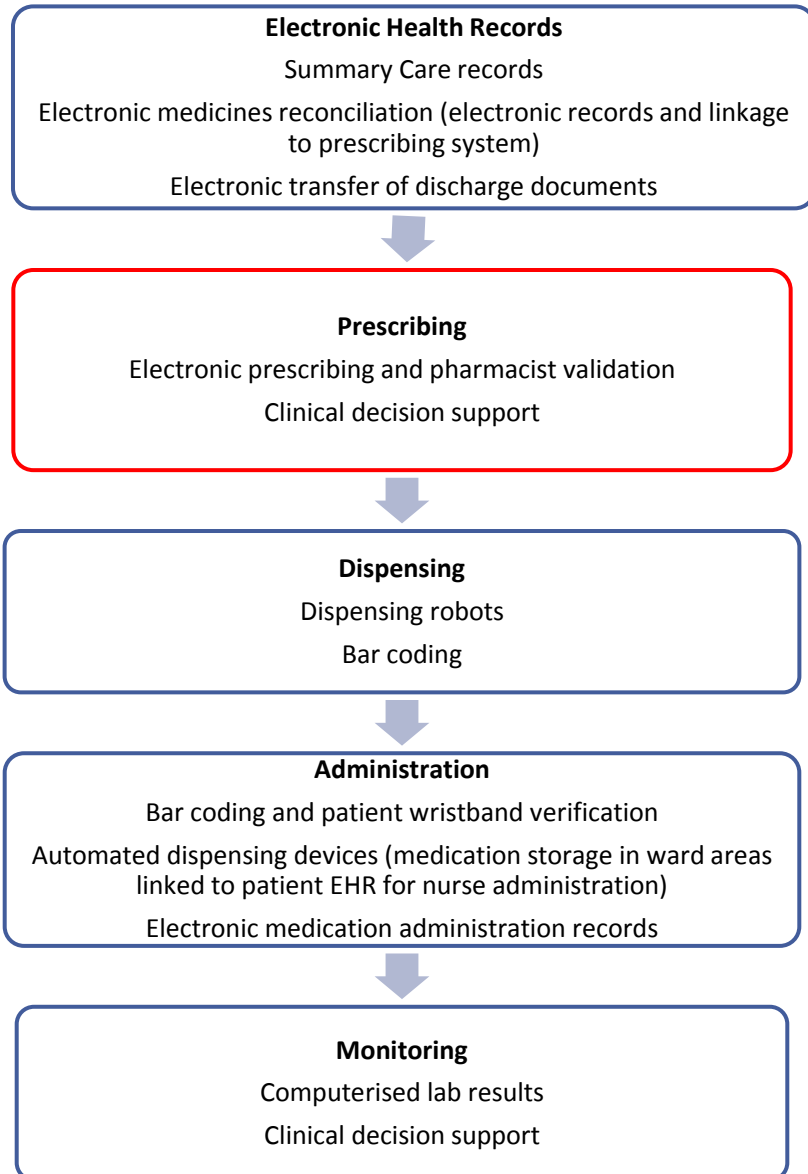 Electronic Health Records
Summary Care records
Electronic medicines reconciliation (electronic records and linkage
to prescribing system)
Electronic transfer of discharge documents
Prescribing
Electronic prescribing and pharmacist validation
Clinical decision support
Dispensing
Dispensing robots
Bar coding
Administration
Bar coding and patient wristband verification
Automated dispensing devices (medication storage in ward areas
linked to patient EHR for nurse administration)
Electronic medication administration records
Monitoring
Computerised lab results
Clinical decision support